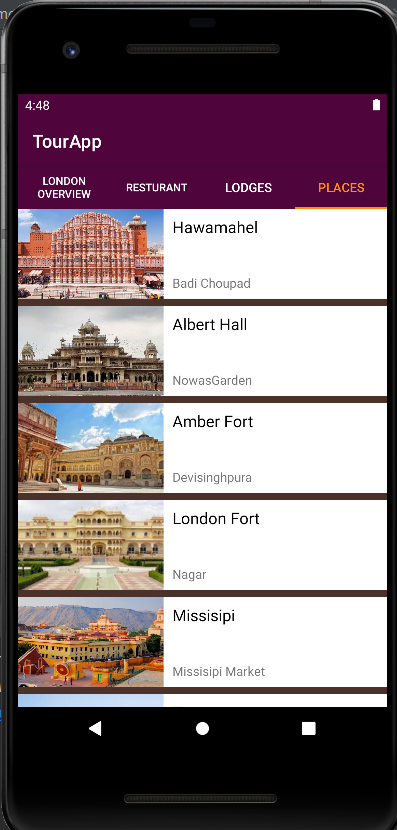 4:48
TourApp
LONDON
OVERVIEW
RESTURANT
LODGES
PLACES
Hawamahel
Badi Choupad
Albert Hall
NowasGarden
Amber Fort
Devisinghpura
London Fort
Nagar
Missisipi
Missisipi Market